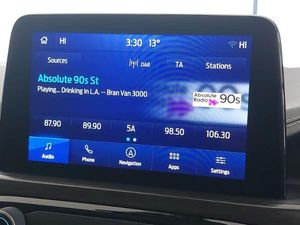 HI 3:30 13° HI
Sources DAB TA Stations
Absolute 90s St
Playing... Drinking In L.A. -- Bran Van 3000
Absolute Radio 90s
87.90 89.90 5A 98.50 106.30
Audio Phone Navigation Apps Settings